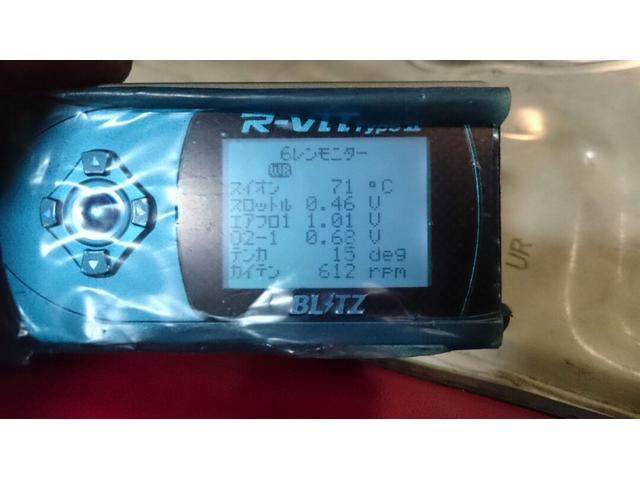 R-VIT Type II
6レンモニター
WR
スイオン 71 °C
スロットル 0.46 V
エアフロ1 1.01 V
O2-1 0.68 V
テンカ 15 deg
カイテン 612 rpm
BLITZ
UR